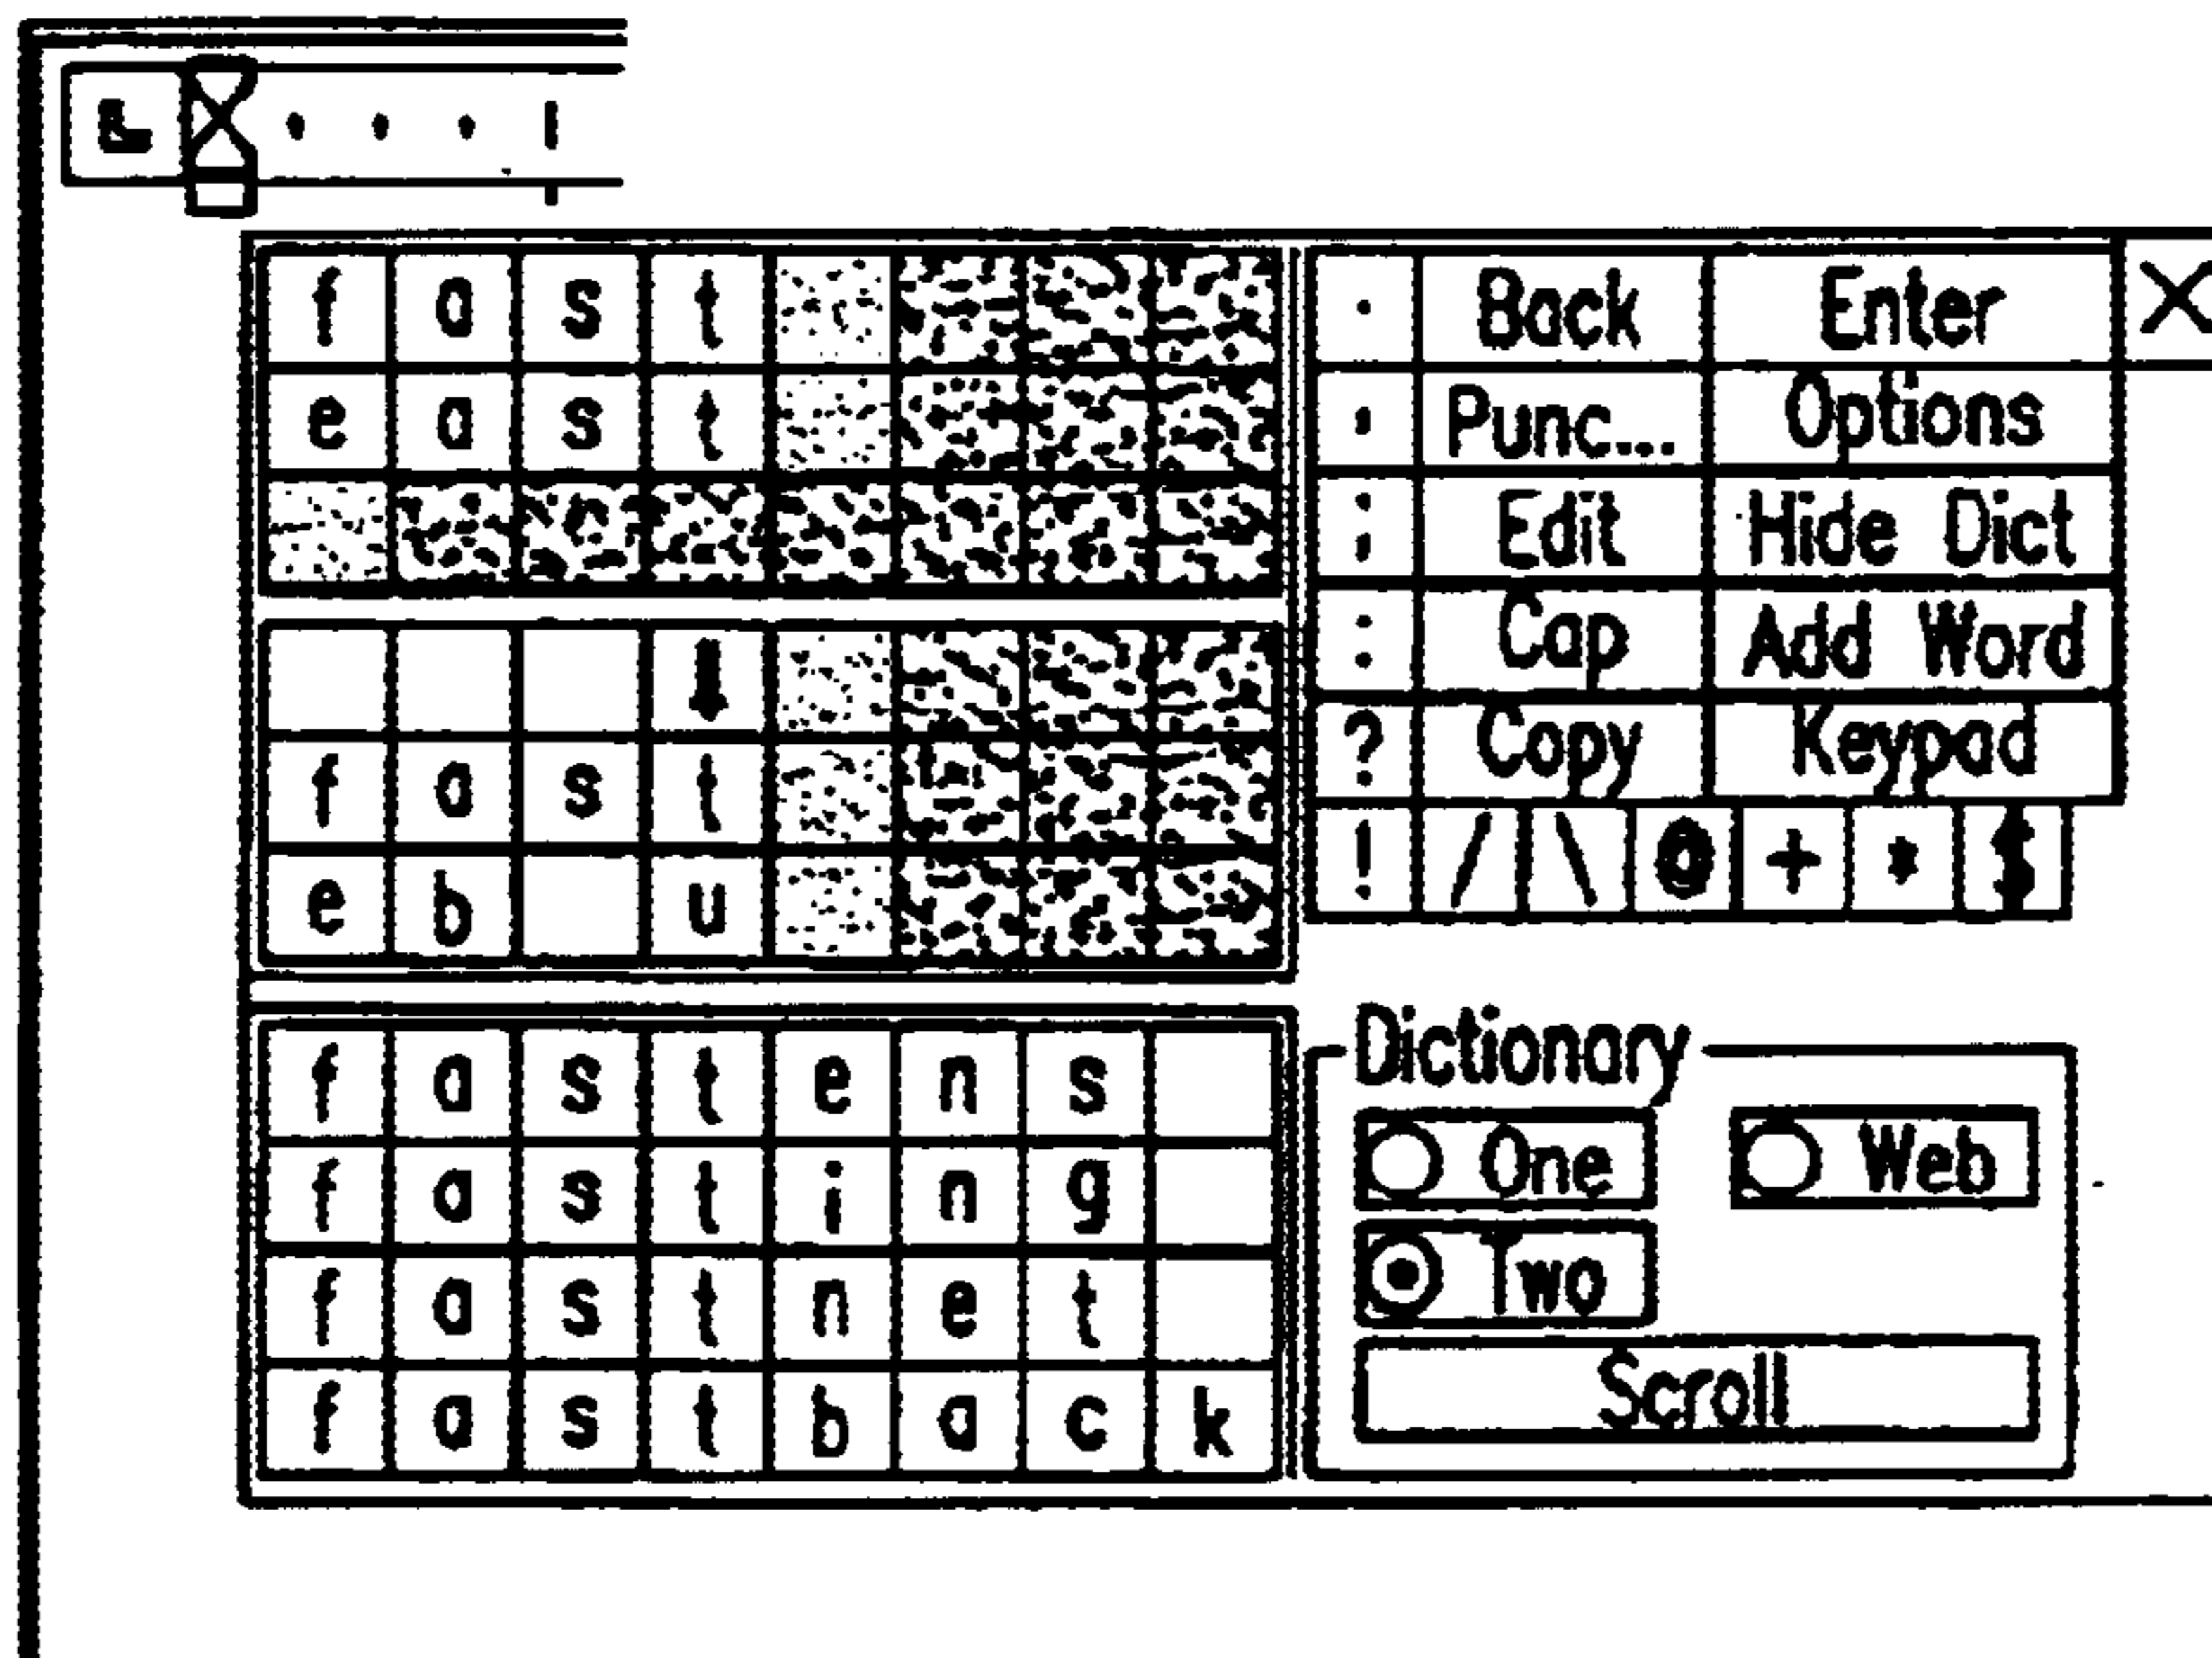 f a s t
e a s t
f a s t
e b u
f a s t e n s
f a s t i n g
f a s t n e t
f a s t b a c k
. Back Enter X
Punc... Options
; Edit Hide Dict
: Cap Add Word
? Copy Keypad
! / \ @ + *
Dictionary
One Web
Two
Scroll